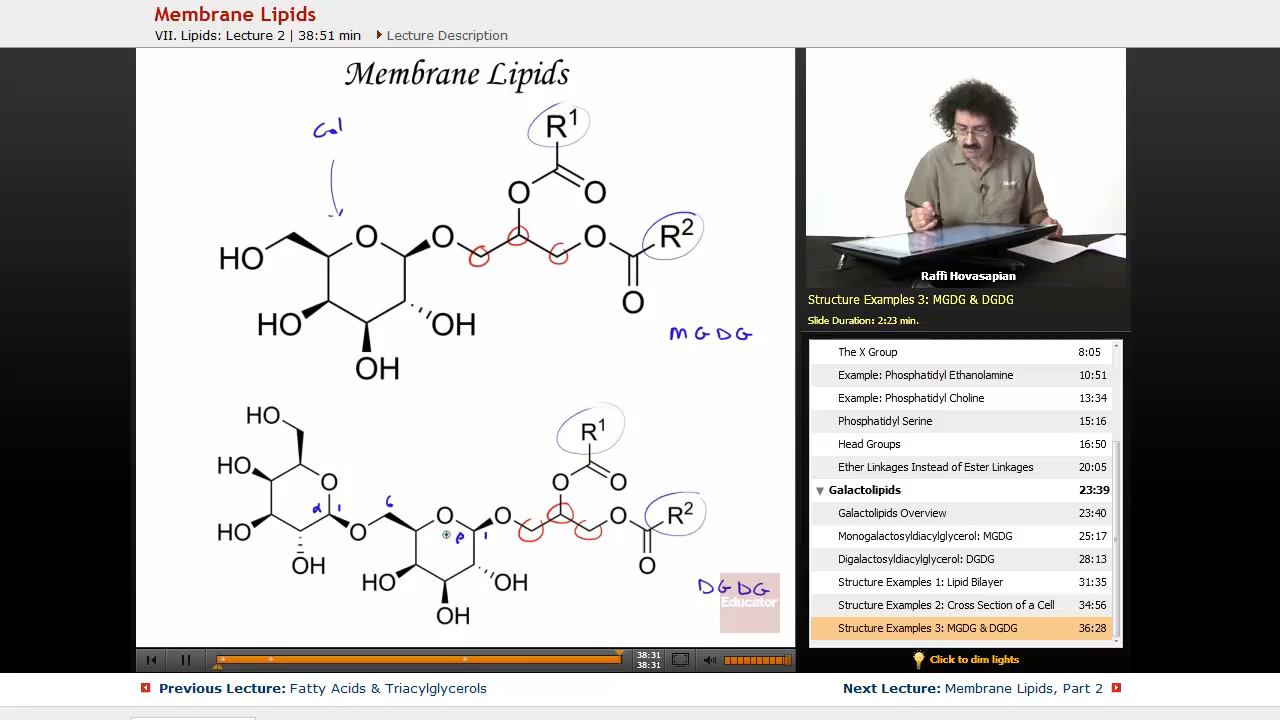 Membrane Lipids
VII. Lipids: Lecture 2 | 38:51 min
Lecture Description
Membrane Lipids
Gal
R1
O
O
O
O
O
R2
HO
O
HO
OH
OH
MGDG
HO
R1
HO
O
O
O
α
1
6
O
O
O
R2
HO
O
β
1
O
OH
HO
OH
OH
DGDG
Educator
Raffi Hovasapian
Structure Examples 3: MGDG & DGDG
Slide Duration: 2:23 min.
The X Group 8:05
Example: Phosphatidyl Ethanolamine 10:51
Example: Phosphatidyl Choline 13:34
Phosphatidyl Serine 15:16
Head Groups 16:50
Ether Linkages Instead of Ester Linkages 20:05
Galactolipids 23:39
Galactolipids Overview 23:40
Monogalactosyldiacylglycerol: MGDG 25:17
Digalactosyldiacylglycerol: DGDG 28:13
Structure Examples 1: Lipid Bilayer 31:35
Structure Examples 2: Cross Section of a Cell 34:56
Structure Examples 3: MGDG & DGDG 36:28
38:31
38:31
Click to dim lights
Previous Lecture: Fatty Acids & Triacylglycerols
Next Lecture: Membrane Lipids, Part 2